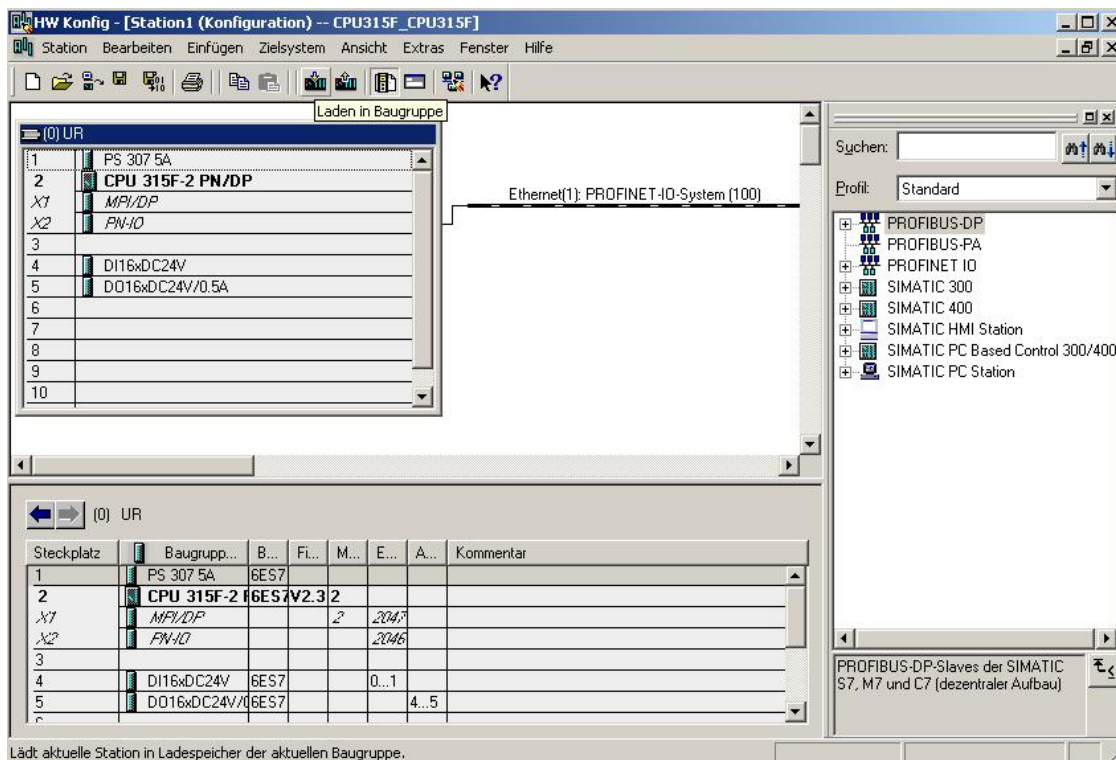 HW Konfig - [Station1 (Konfiguration) -- CPU315F_CPU315F]
Station Bearbeiten Einfügen Zielsystem Ansicht Extras Fenster Hilfe
Laden in Baugruppe
(0) UR
1 PS 307 5A
2 CPU 315F-2 PN/DP
X1 MPI/DP
X2 PN-IO
3
4 DI16xDC24V
5 DO16xDC24V/0.5A
6
7
8
9
10
Ethernet(1): PROFINET-IO-System (100)
Suchen:
Profil: Standard
PROFIBUS-DP
PROFIBUS-PA
PROFINET IO
SIMATIC 300
SIMATIC 400
SIMATIC HMI Station
SIMATIC PC Based Control 300/400
SIMATIC PC Station
PROFIBUS-DP-Slaves der SIMATIC
S7, M7 und C7 (dezentraler Aufbau)
(0) UR
Steckplatz Baugrupp... B... Fi... M... E... A... Kommentar
1 PS 307 5A 6ES7
2 CPU 315F-2 6ES7 V2.3 2
X1 MPI/DP 2 2047
X2 PN-IO 2046
3
4 DI16xDC24V 6ES7 0...1
5 DO16xDC24V/ 6ES7 4...5
Lädt aktuelle Station in Ladespeicher der aktuellen Baugruppe.